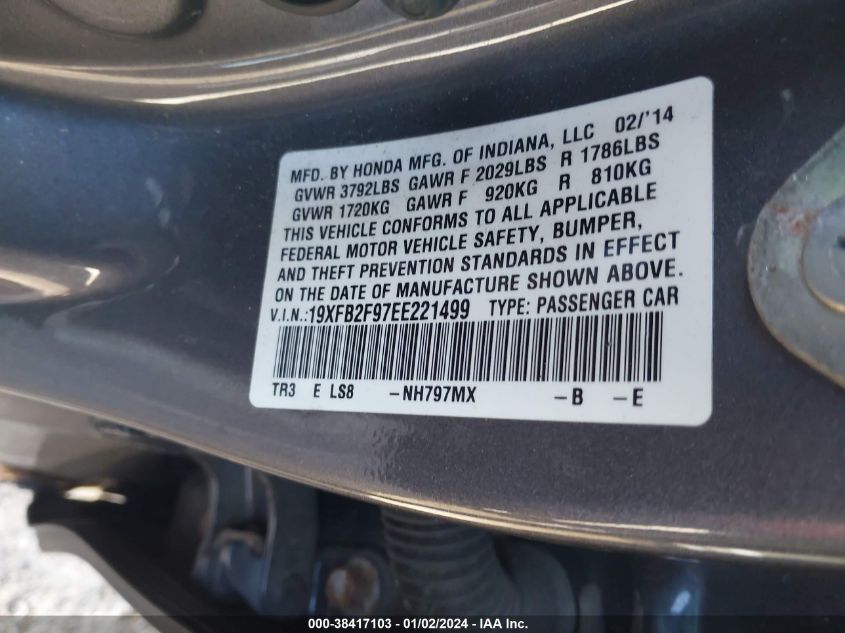 MFD. BY HONDA MFG. OF INDIANA, LLC 02/'14
GVWR 3792LBS GAWR F 2029LBS R 1786LBS
GVWR 1720KG GAWR F 920KG R 810KG
THIS VEHICLE CONFORMS TO ALL APPLICABLE
FEDERAL MOTOR VEHICLE SAFETY, BUMPER,
AND THEFT PREVENTION STANDARDS IN EFFECT
ON THE DATE OF MANUFACTURE SHOWN ABOVE.
V.I.N.:19XFB2F97EE221499 TYPE: PASSENGER CAR
TR3 E LS8 -NH797MX -B -E
000-38417103 - 01/02/2024 - IAA Inc.